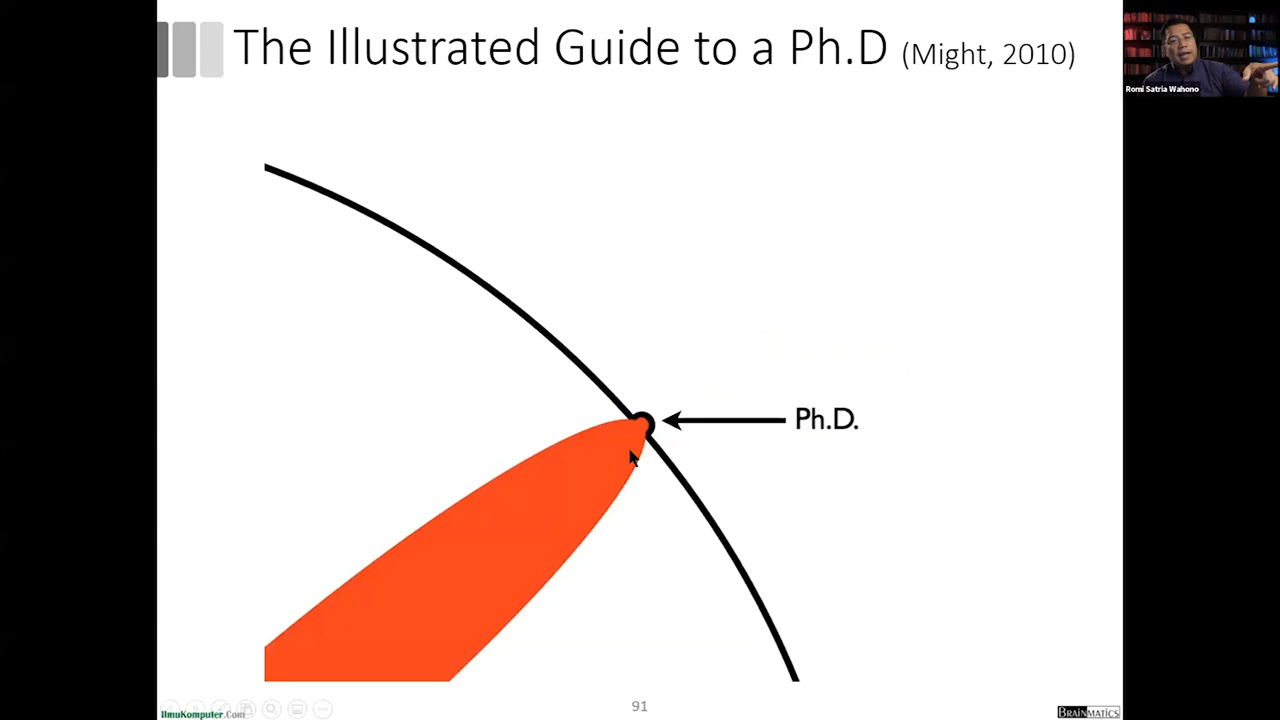 The Illustrated Guide to a Ph.D (Might, 2010)
Romi Satria Wahono
Ph.D.
IlmuKomputer.Com
91
BRAINMATICS